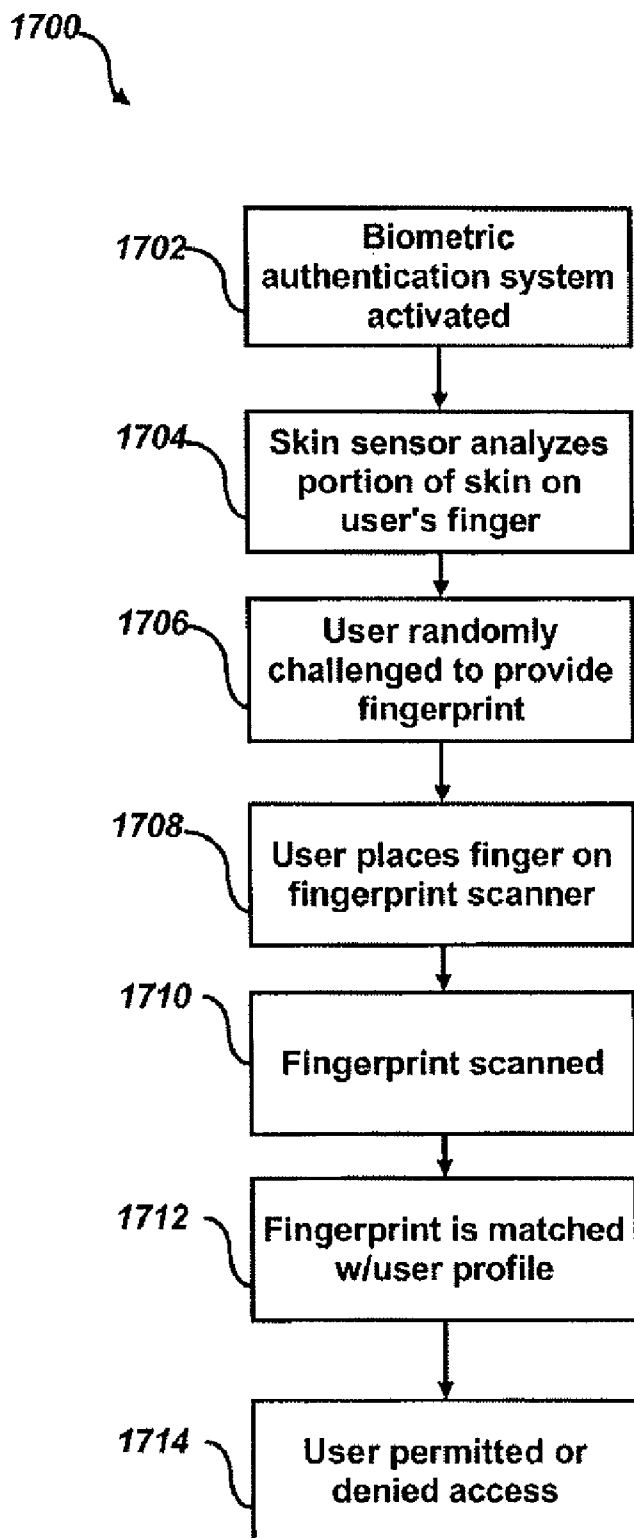 1700
1702
Biometric
authentication system
activated
1704
Skin sensor analyzes
portion of skin on
user's finger
1706
User randomly
challenged to provide
fingerprint
1708
User places finger on
fingerprint scanner
1710
Fingerprint scanned
1712
Fingerprint is matched
w/user profile
1714
User permitted or
denied access